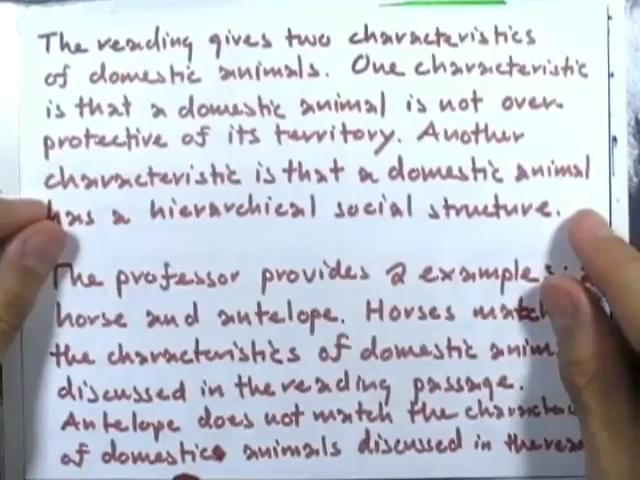 The reading gives two characteristics
of domestic animals. One characteristic
is that a domestic animal is not over-
protective of its territory. Another
characteristic is that a domestic animal
has a hierarchical social structure.
The professor provides 2 examples:
horse and antelope. Horses match
the characteristics of domestic anim
discussed in the reading passage.
Antelope does not match the characte
of domestic animals discussed in the rea